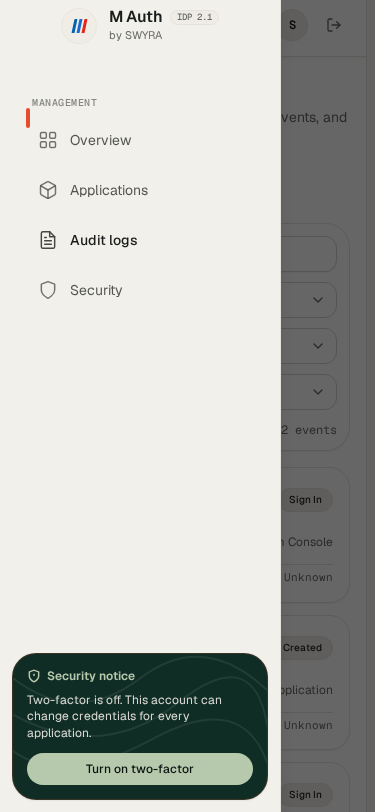 M Auth IDP 2.1
by SWYRA
S
vents, and
MANAGEMENT
Overview
Applications
Audit logs
Security
2 events
Sign In
Console
Unknown
Created
plication
Unknown
Sign In
Security notice
Two-factor is off. This account can
change credentials for every
application.
Turn on two-factor